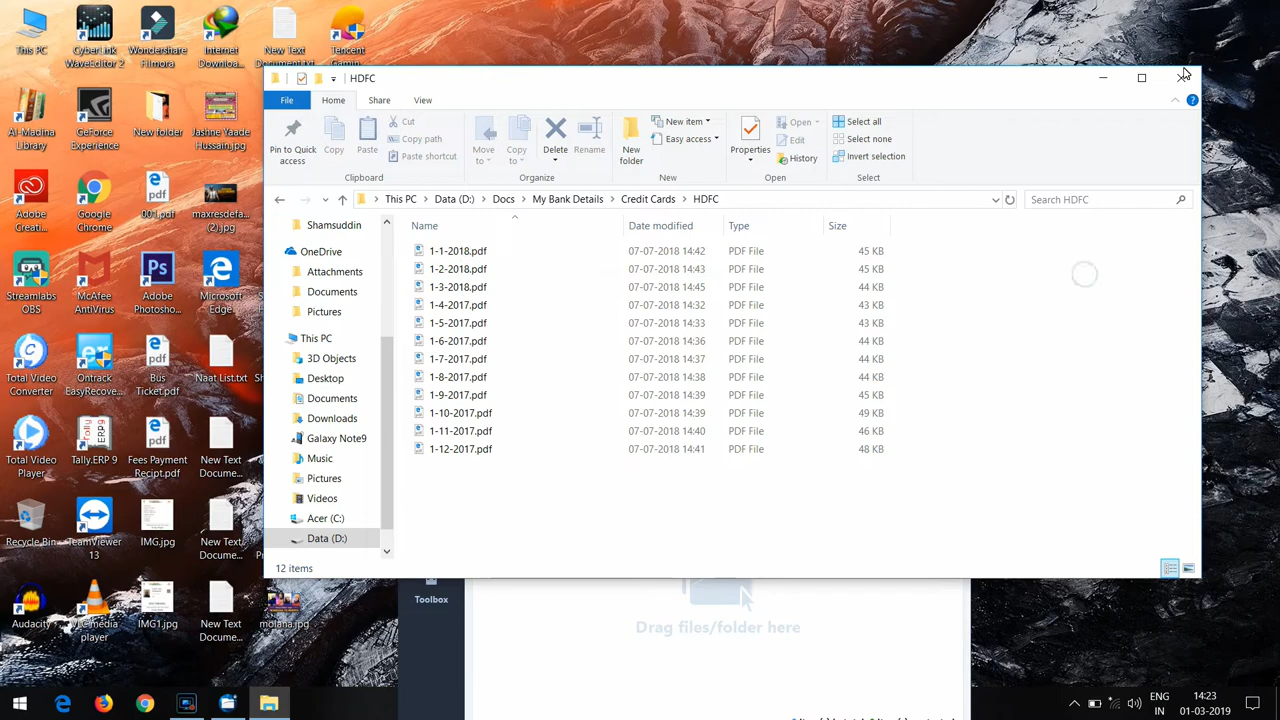 This PC
CyberLink
WaveEditor 2
Wondershare
Filmora
Internet
Downloa...
New Text
Document.txt
Tencent
Gamin...
Al-Madina
Library
GeForce
Experience
New folder
Jashne Yaade
Hussain.jpg
Adobe
Creati...
Google
Chrome
001.pdf
maxresdefa...
(2).jpg
Streamlabs
OBS
McAfee
AntiVirus
Adobe
Photosho...
Microsoft
Edge
Total Video
Converter
Ontrack
EasyRecove...
Bus
Ticket.pdf
Naat List.txt
Total Video
Player
Tally.ERP 9
Fees Payment
Recipt.pdf
New Text
Docume...
Recycle Bin
TeamViewer
13
IMG.jpg
New Text
Docume...
Audacity
VLC media
player
IMG1.jpg
New Text
Docume...
molana.jpg
HDFC
File
Home
Share
View
Pin to Quick
access
Copy
Paste
Cut
Copy path
Paste shortcut
Clipboard
Move
to
Copy
to
Delete
Rename
Organize
New
folder
New item
Easy access
New
Properties
Open
Edit
History
Open
Select all
Select none
Invert selection
Select
This PC > Data (D:) > Docs > My Bank Details > Credit Cards > HDFC
Search HDFC
Shamsuddin
OneDrive
Attachments
Documents
Pictures
This PC
3D Objects
Desktop
Documents
Downloads
Galaxy Note9
Music
Pictures
Videos
Acer (C:)
Data (D:)
Name Date modified Type Size
1-1-2018.pdf 07-07-2018 14:42 PDF File 45 KB
1-2-2018.pdf 07-07-2018 14:43 PDF File 45 KB
1-3-2018.pdf 07-07-2018 14:45 PDF File 44 KB
1-4-2017.pdf 07-07-2018 14:32 PDF File 43 KB
1-5-2017.pdf 07-07-2018 14:33 PDF File 43 KB
1-6-2017.pdf 07-07-2018 14:36 PDF File 44 KB
1-7-2017.pdf 07-07-2018 14:37 PDF File 44 KB
1-8-2017.pdf 07-07-2018 14:38 PDF File 44 KB
1-9-2017.pdf 07-07-2018 14:39 PDF File 45 KB
1-10-2017.pdf 07-07-2018 14:39 PDF File 49 KB
1-11-2017.pdf 07-07-2018 14:40 PDF File 46 KB
1-12-2017.pdf 07-07-2018 14:41 PDF File 48 KB
12 items
Toolbox
Drag files/folder here
ENG
IN
14:23
01-03-2019